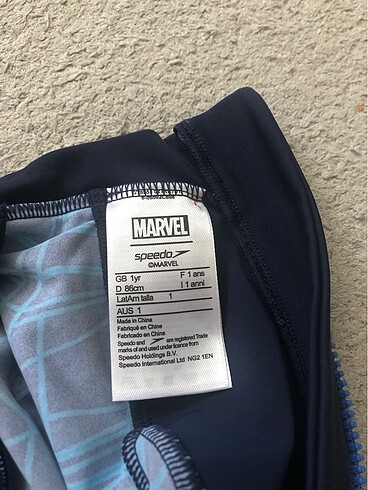 MARVEL
speedo
©MARVEL
GB 1yr F 1 ans
D 86cm I 1 anni
LatAm talla 1
AUS 1
Made in China
Fabriqué en Chine
Fabricado en China
Speedo and are registered Trade
marks of and used under licence from
Speedo Holdings B.V.
Speedo International Ltd NG2 1EN